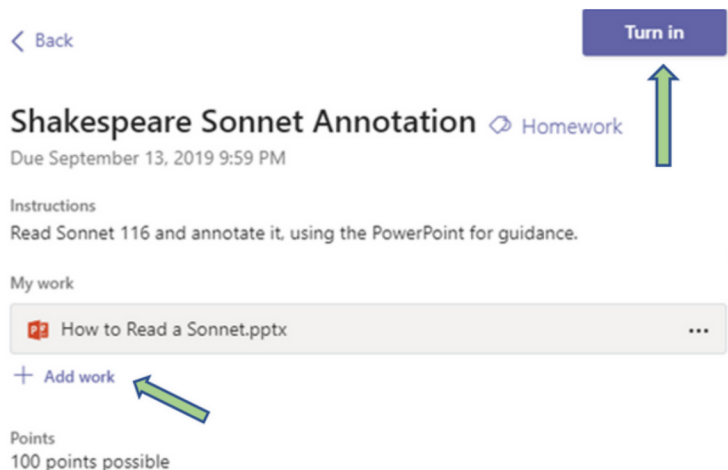 Back
Turn in
Shakespeare Sonnet Annotation Homework
Due September 13, 2019 9:59 PM
Instructions
Read Sonnet 116 and annotate it, using the PowerPoint for guidance.
My work
How to Read a Sonnet.pptx
+ Add work
Points
100 points possible